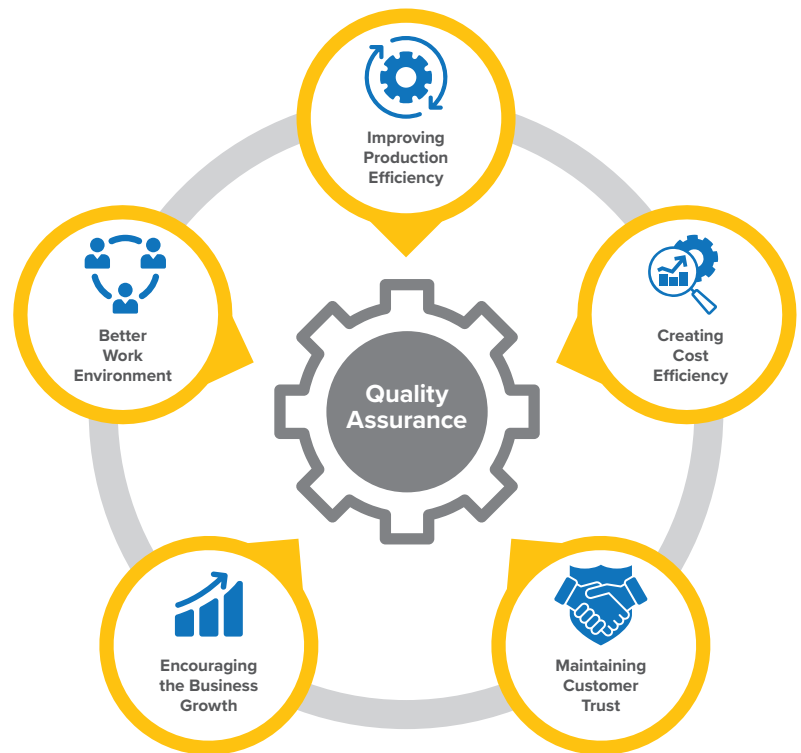 Improving
Production
Efficiency
Creating
Cost
Efficiency
Maintaining
Customer
Trust
Encouraging
the Business
Growth
Better
Work
Environment
Quality
Assurance